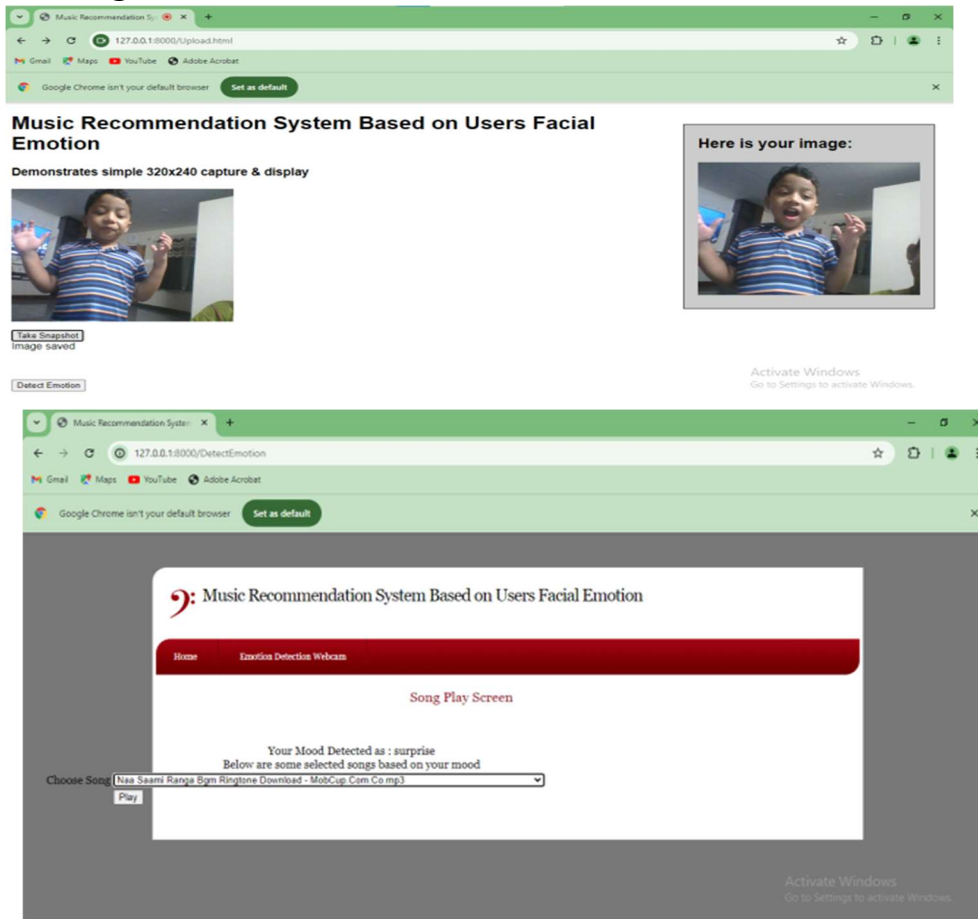 Music Recommendation Sy
127.0.0.1:8000/Upload.html
Gmail Maps YouTube Adobe Acrobat
Google Chrome isn't your default browser Set as default
Music Recommendation System Based on Users Facial
Emotion
Demonstrates simple 320x240 capture & display
Here is your image:
Take Snapshot
Image saved
Detect Emotion
Activate Windows
Go to Settings to activate Windows.
Music Recommendation System
127.0.0.1:8000/DetectEmotion
Gmail Maps YouTube Adobe Acrobat
Google Chrome isn't your default browser Set as default
Music Recommendation System Based on Users Facial Emotion
Home Emotion Detection Webcam
Song Play Screen
Your Mood Detected as : surprise
Below are some selected songs based on your mood
Choose Song Naa Saami Ranga Bgm Ringtone Download - MobCup.Com.Co.mp3
Play
Activate Windows
Go to Settings to activate Windows.